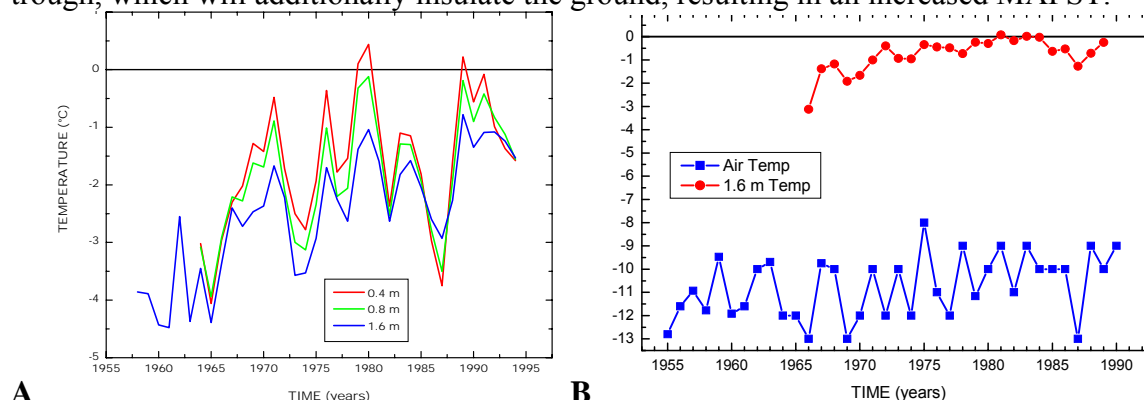 trough, which will additionally insulate the ground, resulting in an increased MAPST.
TEMPERATURE (°C)
0
-1
-2
-3
-4
-5
0.4 m
0.8 m
1.6 m
1955 1960 1965 1970 1975 1980 1985 1990 1995
TIME (years)
A
0
-1
-2
-3
-4
-5
-6
-7
-8
-9
-10
-11
-12
-13
Air Temp
1.6 m Temp
1955 1960 1965 1970 1975 1980 1985 1990
TIME (years)
B